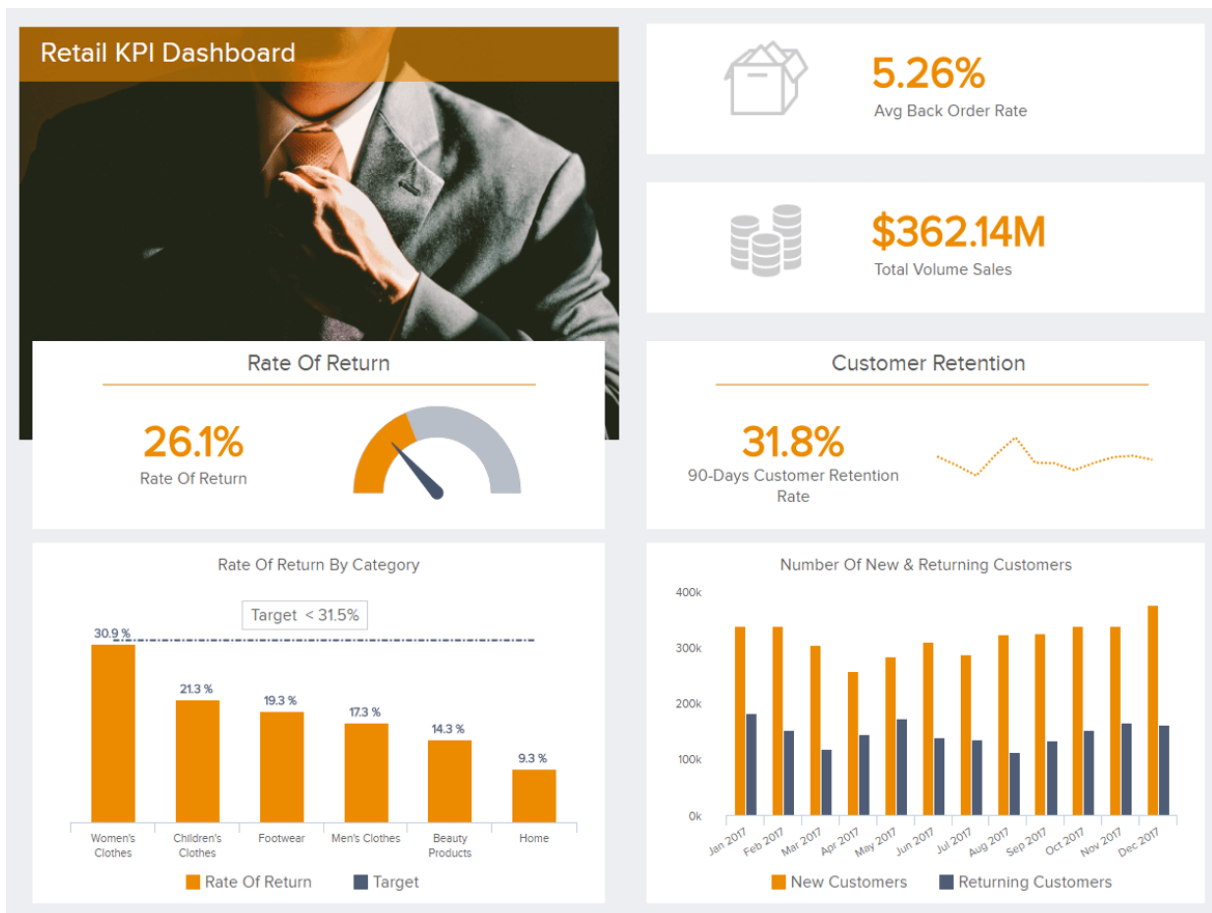 Retail KPI Dashboard
5.26%
Avg Back Order Rate
$362.14M
Total Volume Sales
Rate Of Return
26.1%
Rate Of Return
Customer Retention
31.8%
90-Days Customer Retention
Rate
Rate Of Return By Category
Target < 31.5%
30.9 %
21.3 %
19.3 %
17.3 %
14.3 %
9.3 %
Women's
Clothes
Children's
Clothes
Footwear
Men's Clothes
Beauty
Products
Home
Rate Of Return
Target
Number Of New & Returning Customers
400k
300k
200k
100k
0k
Jan 2017
Feb 2017
Mar 2017
Apr 2017
May 2017
Jun 2017
Jul 2017
Aug 2017
Sep 2017
Oct 2017
Nov 2017
Dec 2017
New Customers
Returning Customers